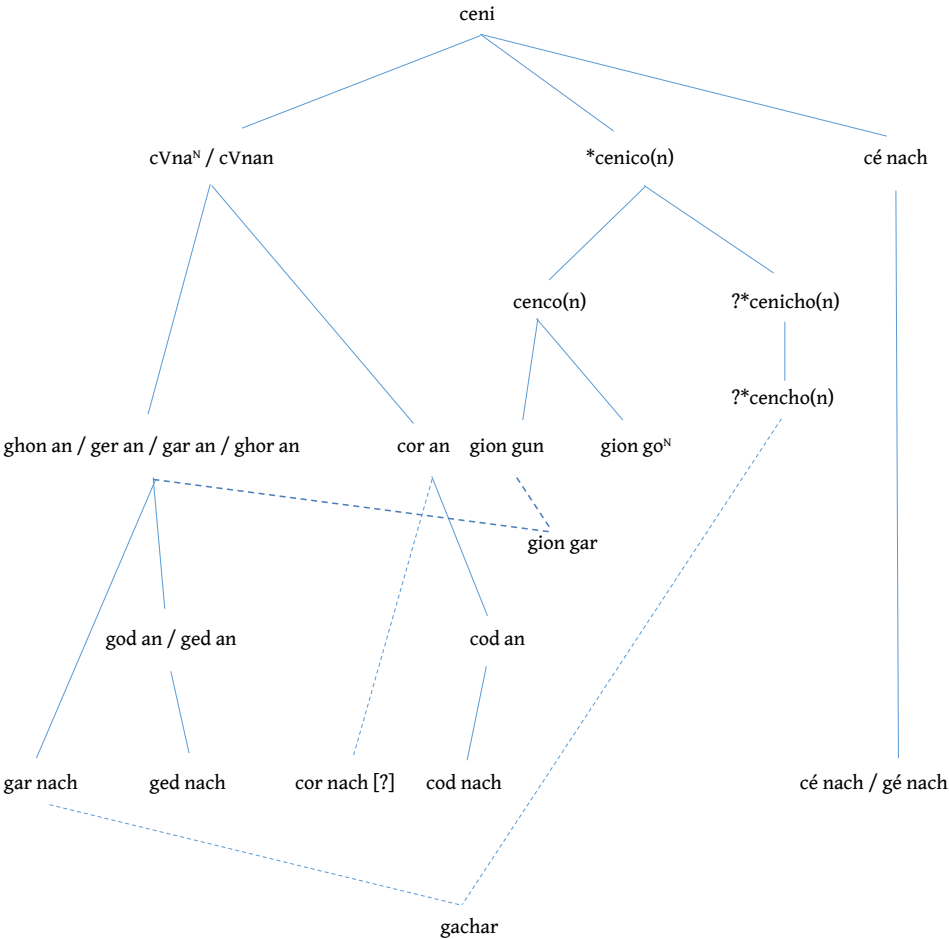 ceni
cVnaᴺ / cVnan
*cenico(n)
cé nach
cenco(n)
?*cenicho(n)
?*cencho(n)
ghon an / ger an / gar an / ghor an
cor an
gion gun
gion goᴺ
gion gar
god an / ged an
cod an
gar nach
ged nach
cor nach [?]
cod nach
cé nach / gé nach
gachar